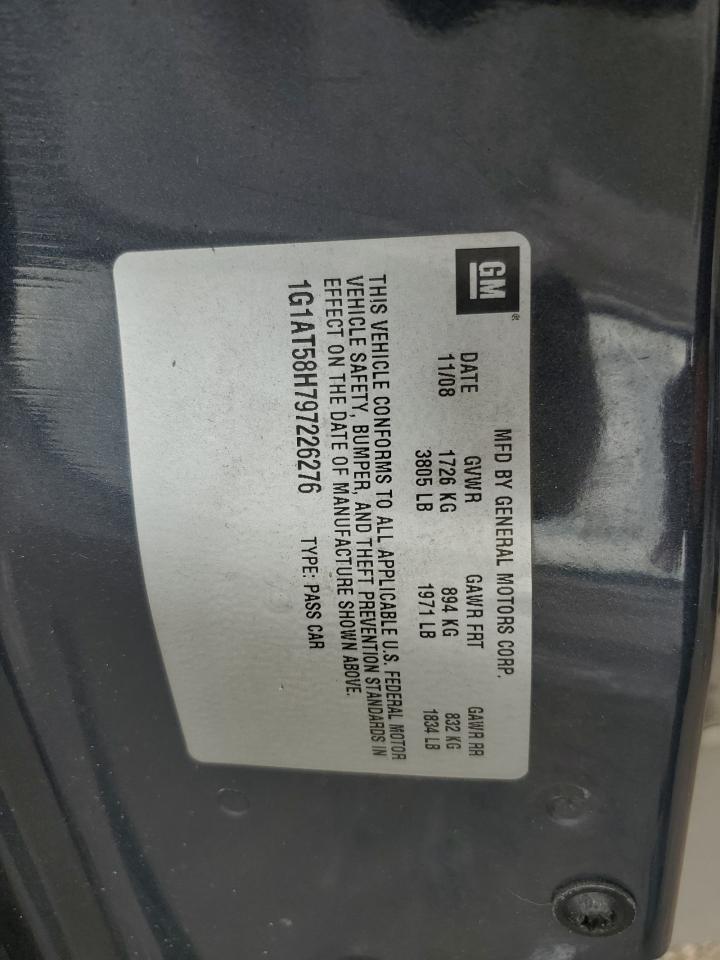 GM®
MFD BY GENERAL MOTORS CORP.
DATE GVWR GAWR FRT GAWR RR
11/08 1726 KG 894 KG 832 KG
3805 LB 1971 LB 1834 LB
THIS VEHICLE CONFORMS TO ALL APPLICABLE U.S. FEDERAL MOTOR
VEHICLE SAFETY, BUMPER, AND THEFT PREVENTION STANDARDS IN
EFFECT ON THE DATE OF MANUFACTURE SHOWN ABOVE.
1G1AT58H797226276 TYPE: PASS CAR